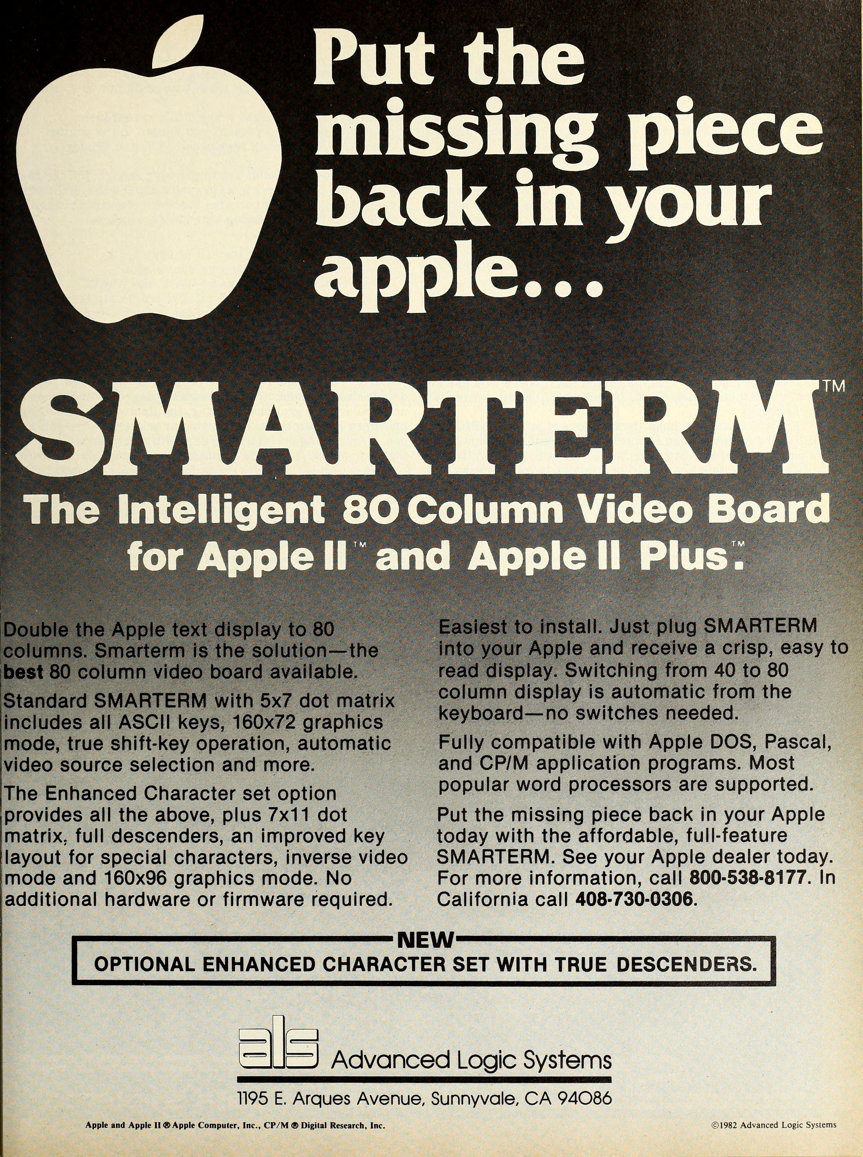 Put the
missing piece
back in your
apple...
SMARTERM™
The Intelligent 80 Column Video Board
for Apple II™ and Apple II Plus™.
Double the Apple text display to 80
columns. Smarterm is the solution—the
best 80 column video board available.
Standard SMARTERM with 5x7 dot matrix
includes all ASCII keys, 160x72 graphics
mode, true shift-key operation, automatic
video source selection and more.
The Enhanced Character set option
provides all the above, plus 7x11 dot
matrix, full descenders, an improved key
layout for special characters, inverse video
mode and 160x96 graphics mode. No
additional hardware or firmware required.
Easiest to install. Just plug SMARTERM
into your Apple and receive a crisp, easy to
read display. Switching from 40 to 80
column display is automatic from the
keyboard—no switches needed.
Fully compatible with Apple DOS, Pascal,
and CP/M application programs. Most
popular word processors are supported.
Put the missing piece back in your Apple
today with the affordable, full-feature
SMARTERM. See your Apple dealer today.
For more information, call 800-538-8177. In
California call 408-730-0306.
NEW
OPTIONAL ENHANCED CHARACTER SET WITH TRUE DESCENDERS.
als Advanced Logic Systems
1195 E. Arques Avenue, Sunnyvale, CA 94086
Apple and Apple II ® Apple Computer, Inc., CP/M ® Digital Research, Inc.
©1982 Advanced Logic Systems